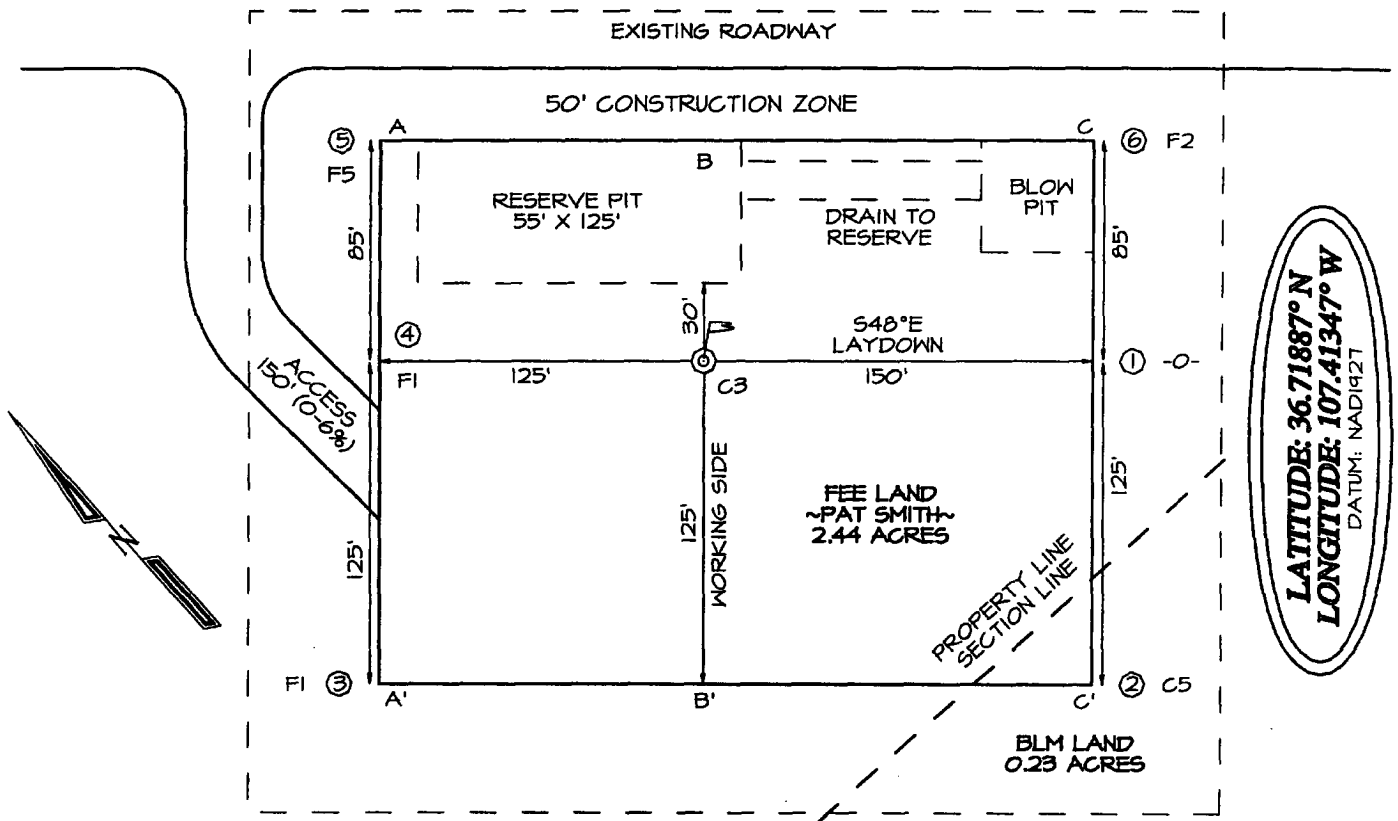 EXISTING ROADWAY
50' CONSTRUCTION ZONE
⑤
A
C
⑥ F2
F5
B
RESERVE PIT
55' X 125'
BLOW
PIT
DRAIN TO
RESERVE
85'
85'
④
30'
S48°E
LAYDOWN
① -0-
F1
125'
C3
150'
ACCESS
150' (0-6%)
N
125'
125'
WORKING SIDE
125'
FEE LAND
~PAT SMITH~
2.44 ACRES
PROPERTY LINE
SECTION LINE
F1 ③
A'
B'
C'
② C5
BLM LAND
0.23 ACRES
LATITUDE: 36.71887° N
LONGITUDE: 107.41347° W
DATUM: NAD1927